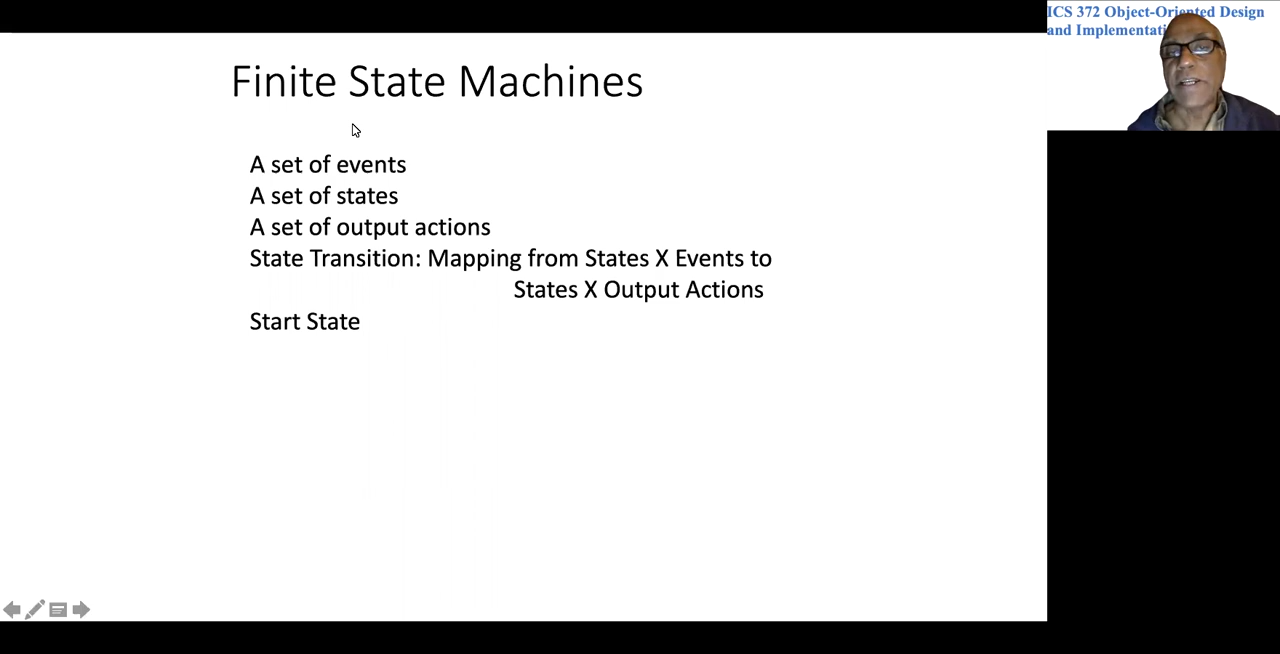 ICS 372 Object-Oriented Design
and Implementati
Finite State Machines
A set of events
A set of states
A set of output actions
State Transition: Mapping from States X Events to
States X Output Actions
Start State